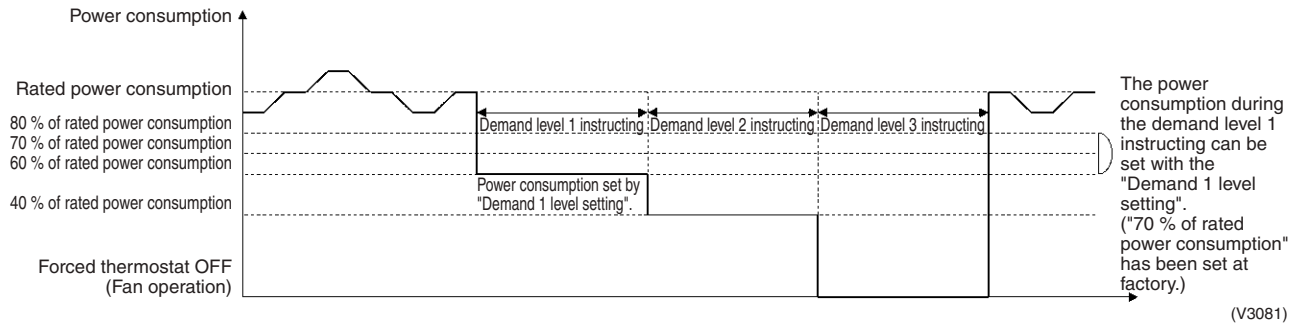 Power consumption
Rated power consumption
80 % of rated power consumption
70 % of rated power consumption
60 % of rated power consumption
40 % of rated power consumption
Forced thermostat OFF
(Fan operation)
Demand level 1 instructing
Demand level 2 instructing
Demand level 3 instructing
Power consumption set by
"Demand 1 level setting".
The power
consumption during
the demand level 1
instructing can be
set with the
"Demand 1 level
setting".
("70 % of rated
power consumption"
has been set at
factory.)
(V3081)